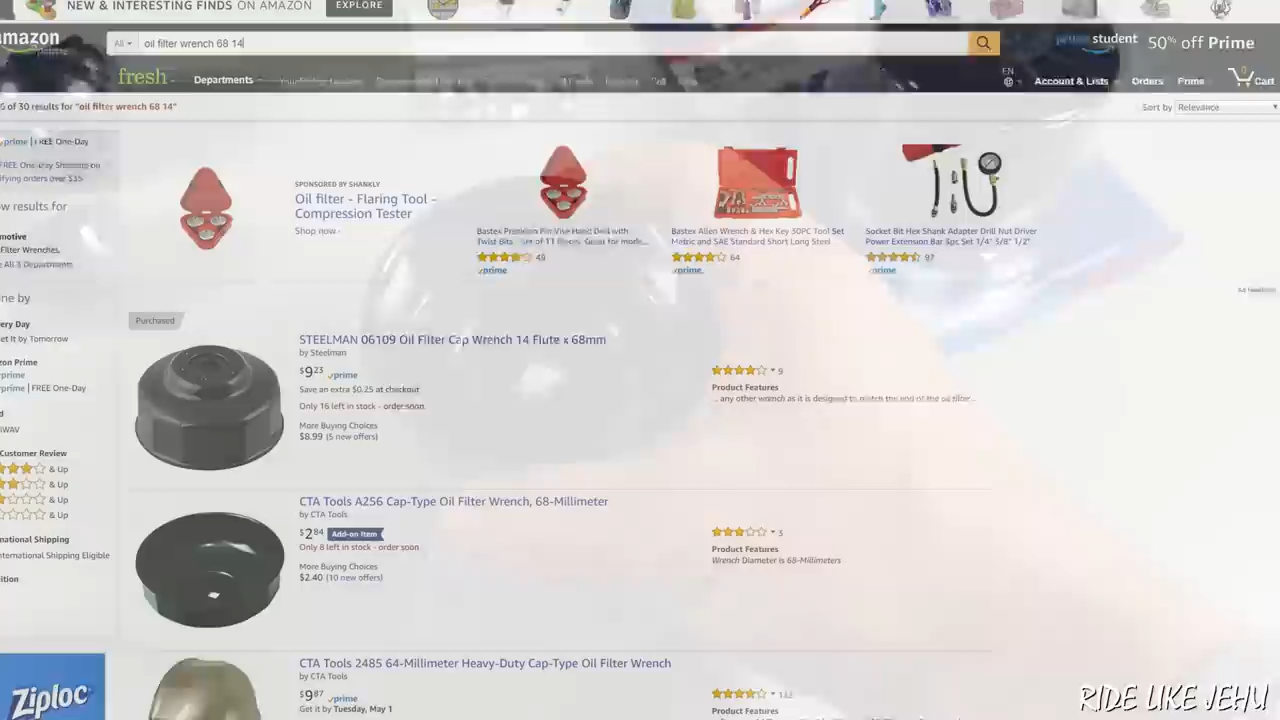 NEW & INTERESTING FINDS ON AMAZON EXPLORE
amazon
All
oil filter wrench 68 14
prime student 50% off Prime
fresh
Departments
EN
Account & Lists Orders Prime 0 Cart
of 30 results for "oil filter wrench 68 14"
Sort by Relevance
prime | FREE One-Day
FREE One-Day Shipping on
ifying orders over $35
ow results for
motive
Filter Wrenches,
All 3 Departments
ine by
ery Day
et It by Tomorrow
zon Prime
prime
prime | FREE One-Day
WAV
Customer Review
& Up
& Up
& Up
& Up
national Shipping
nternational Shipping Eligible
dition
Ziploc
SPONSORED BY SHANKLY
Oil filter - Flaring Tool -
Compression Tester
Shop now
Bastex Premium Pin Vise Hand Drill with
Twist Bits - Set of 11 Pieces. Great for mode...
49
prime
Bastex Allen Wrench & Hex Key 30PC Tool Set
Metric and SAE Standard Short Long Steel
64
prime
Socket Bit Hex Shank Adapter Drill Nut Driver
Power Extension Bar 3pc Set 1/4" 3/8" 1/2"
97
prime
Ad feedback
Purchased
STEELMAN 06109 Oil Filter Cap Wrench 14 Flute x 68mm
by Steelman
$9 23 prime
Save an extra $0.25 at checkout
Only 16 left in stock - order soon.
More Buying Choices
$8.99 (5 new offers)
9
Product Features
... any other wrench as it is designed to match the end of the oil filter ...
CTA Tools A256 Cap-Type Oil Filter Wrench, 68-Millimeter
by CTA Tools
$2 84 Add-on Item
Only 8 left in stock - order soon
More Buying Choices
$2.40 (10 new offers)
3
Product Features
Wrench Diameter is 68-Millimeters
CTA Tools 2485 64-Millimeter Heavy-Duty Cap-Type Oil Filter Wrench
by CTA Tools
$9 87 prime
Get it by Tuesday, May 1
Product Features
RIDE LIKE JEHU